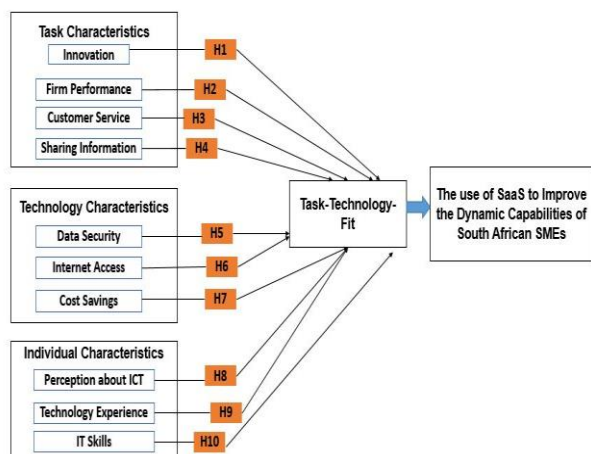 Task Characteristics
Innovation
H1
Firm Performance
H2
Customer Service
H3
Sharing Information
H4
Technology Characteristics
Data Security
H5
Internet Access
H6
Cost Savings
H7
Individual Characteristics
Perception about ICT
H8
Technology Experience
H9
IT Skills
H10
Task-Technology-
Fit
The use of SaaS to Improve
the Dynamic Capabilities of
South African SMEs